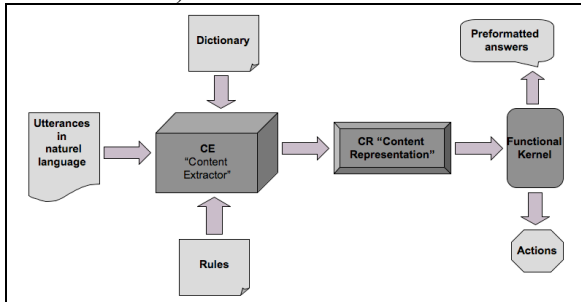 Preformatted
answers
Dictionary
Utterances
in
naturel
language
CE
“Content
Extractor”
CR “Content
Representation”
Functional
Kernel
Rules
Actions